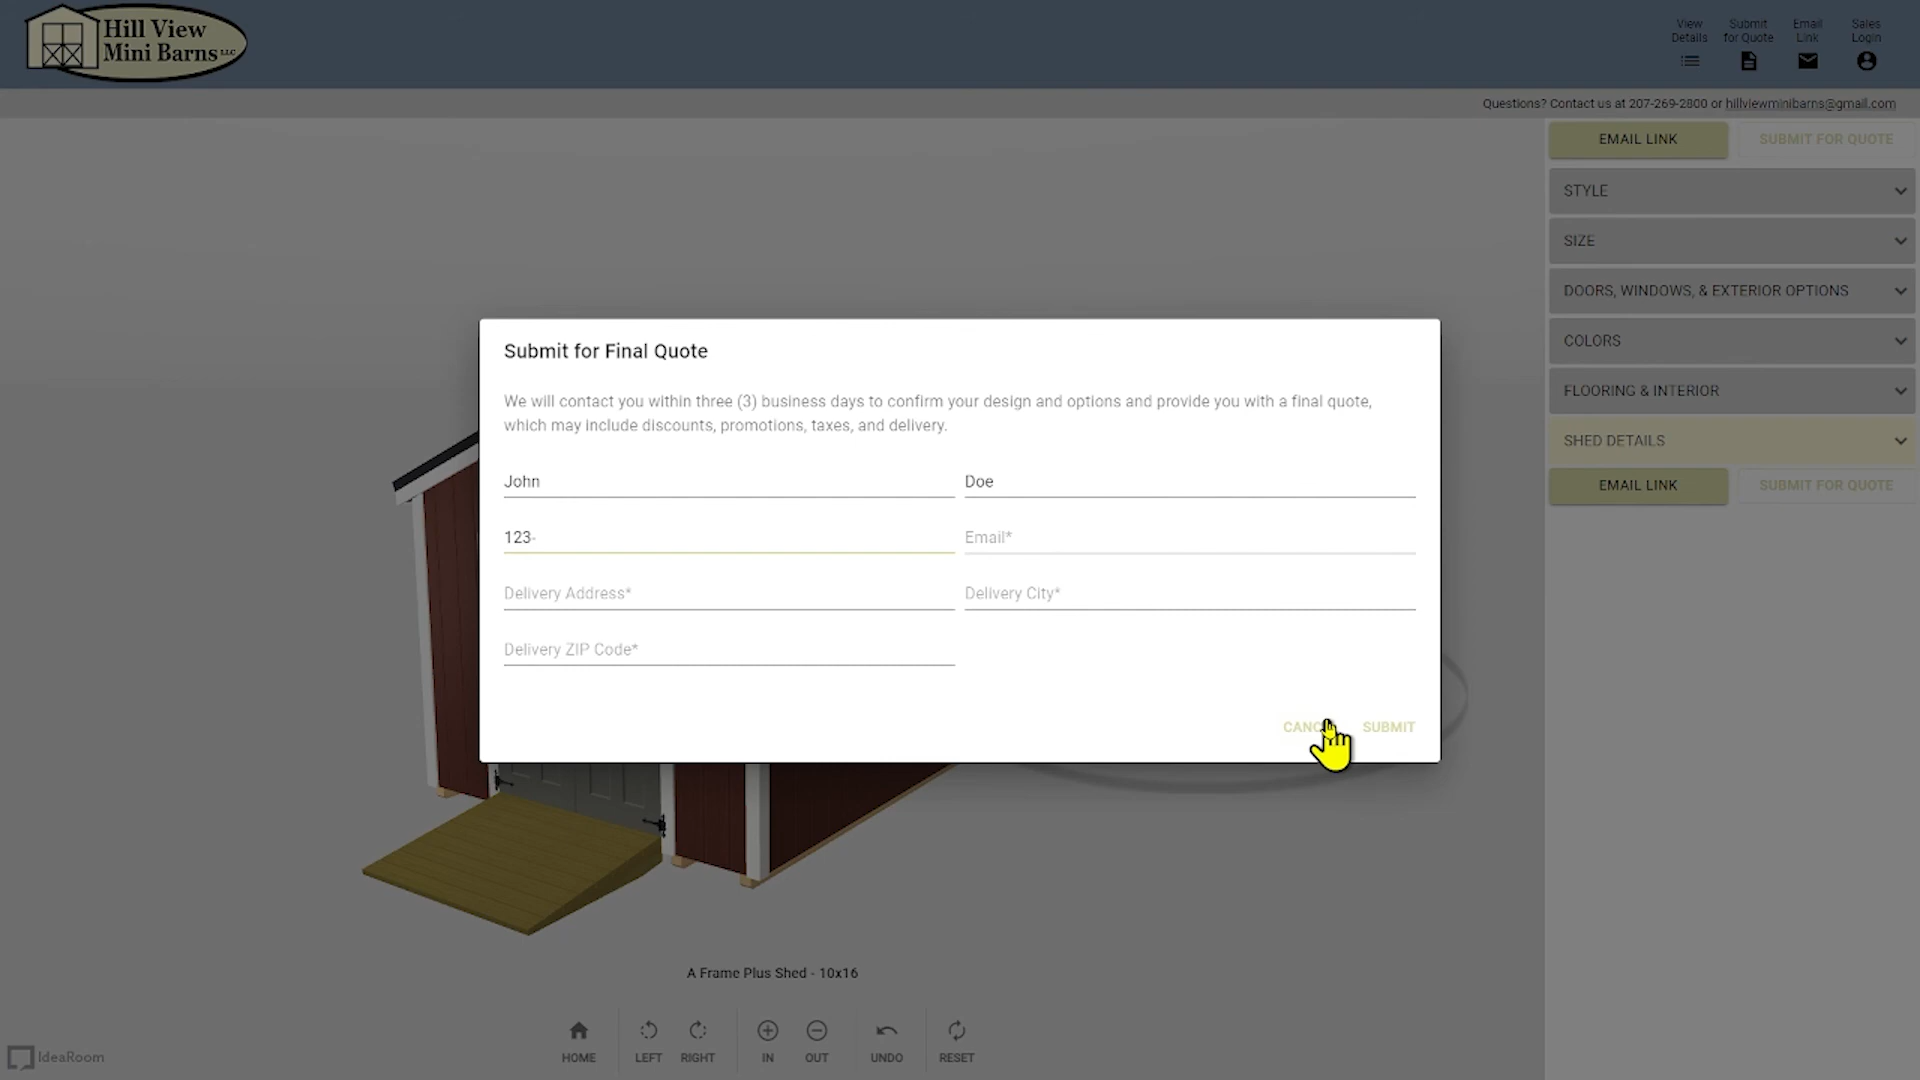 Hill View
Mini Barns LLC
View Details
Submit for Quote
Email Link
Sales Login
Questions? Contact us at 207-269-2800 or hillviewminibarns@gmail.com
EMAIL LINK
SUBMIT FOR QUOTE
STYLE
SIZE
DOORS, WINDOWS, & EXTERIOR OPTIONS
COLORS
FLOORING & INTERIOR
SHED DETAILS
EMAIL LINK
SUBMIT FOR QUOTE
Submit for Final Quote
We will contact you within three (3) business days to confirm your design and options and provide you with a final quote,
which may include discounts, promotions, taxes, and delivery.
John
Doe
123-
Email*
Delivery Address*
Delivery City*
Delivery ZIP Code*
SUBMIT
A Frame Plus Shed - 10x16
HOME
LEFT
RIGHT
IN
OUT
UNDO
RESET
IdeaRoom